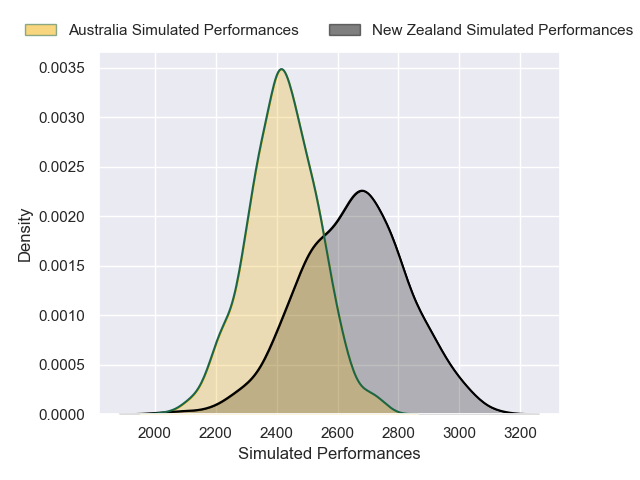 Australia Simulated Performances New Zealand Simulated Performances
0.0035
0.0030
0.0025
0.0020
0.0015
0.0010
0.0005
0.0000
Density
2000 2200 2400 2600 2800 3000 3200
Simulated Performances